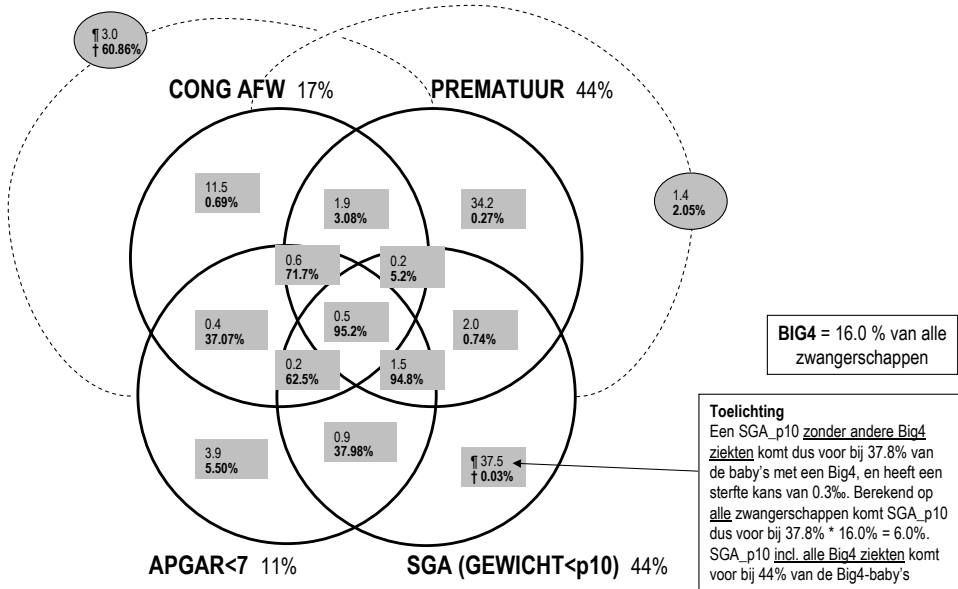 ¶ 3.0
† 60.86%
CONG AFW 17%
PREMATUUR 44%
11.5
0.69%
1.9
3.08%
34.2
0.27%
1.4
2.05%
0.6
71.7%
0.2
5.2%
0.4
37.07%
0.5
95.2%
2.0
0.74%
BIG4 = 16.0 % van alle
zwangerschappen
0.2
62.5%
1.5
94.8%
3.9
5.50%
0.9
37.98%
¶ 37.5
† 0.03%
Toelichting
Een SGA_p10 zonder andere Big4
ziekten komt dus voor bij 37.8% van
de baby's met een Big4, en heeft een
sterfte kans van 0.3‰. Berekend op
alle zwangerschappen komt SGA_p10
dus voor bij 37.8% * 16.0% = 6.0%.
SGA_p10 incl. alle Big4 ziekten komt
voor bij 44% van de Big4-baby's
APGAR<7 11%
SGA (GEWICHT<p10) 44%